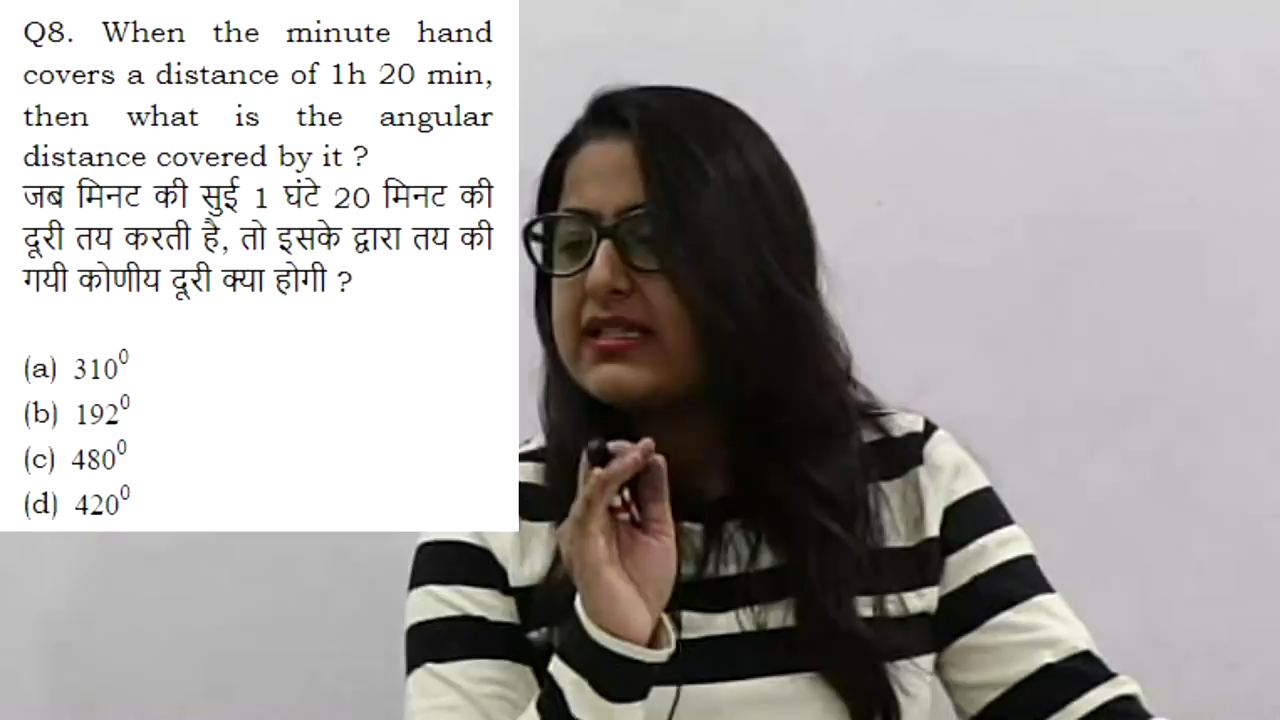 Q8. When the minute hand
covers a distance of 1h 20 min,
then what is the angular
distance covered by it ?
जब मिनट की सुई 1 घंटे 20 मिनट की
दूरी तय करती है, तो इसके द्वारा तय की
गयी कोणीय दूरी क्या होगी ?
(a) 310⁰
(b) 192⁰
(c) 480⁰
(d) 420⁰